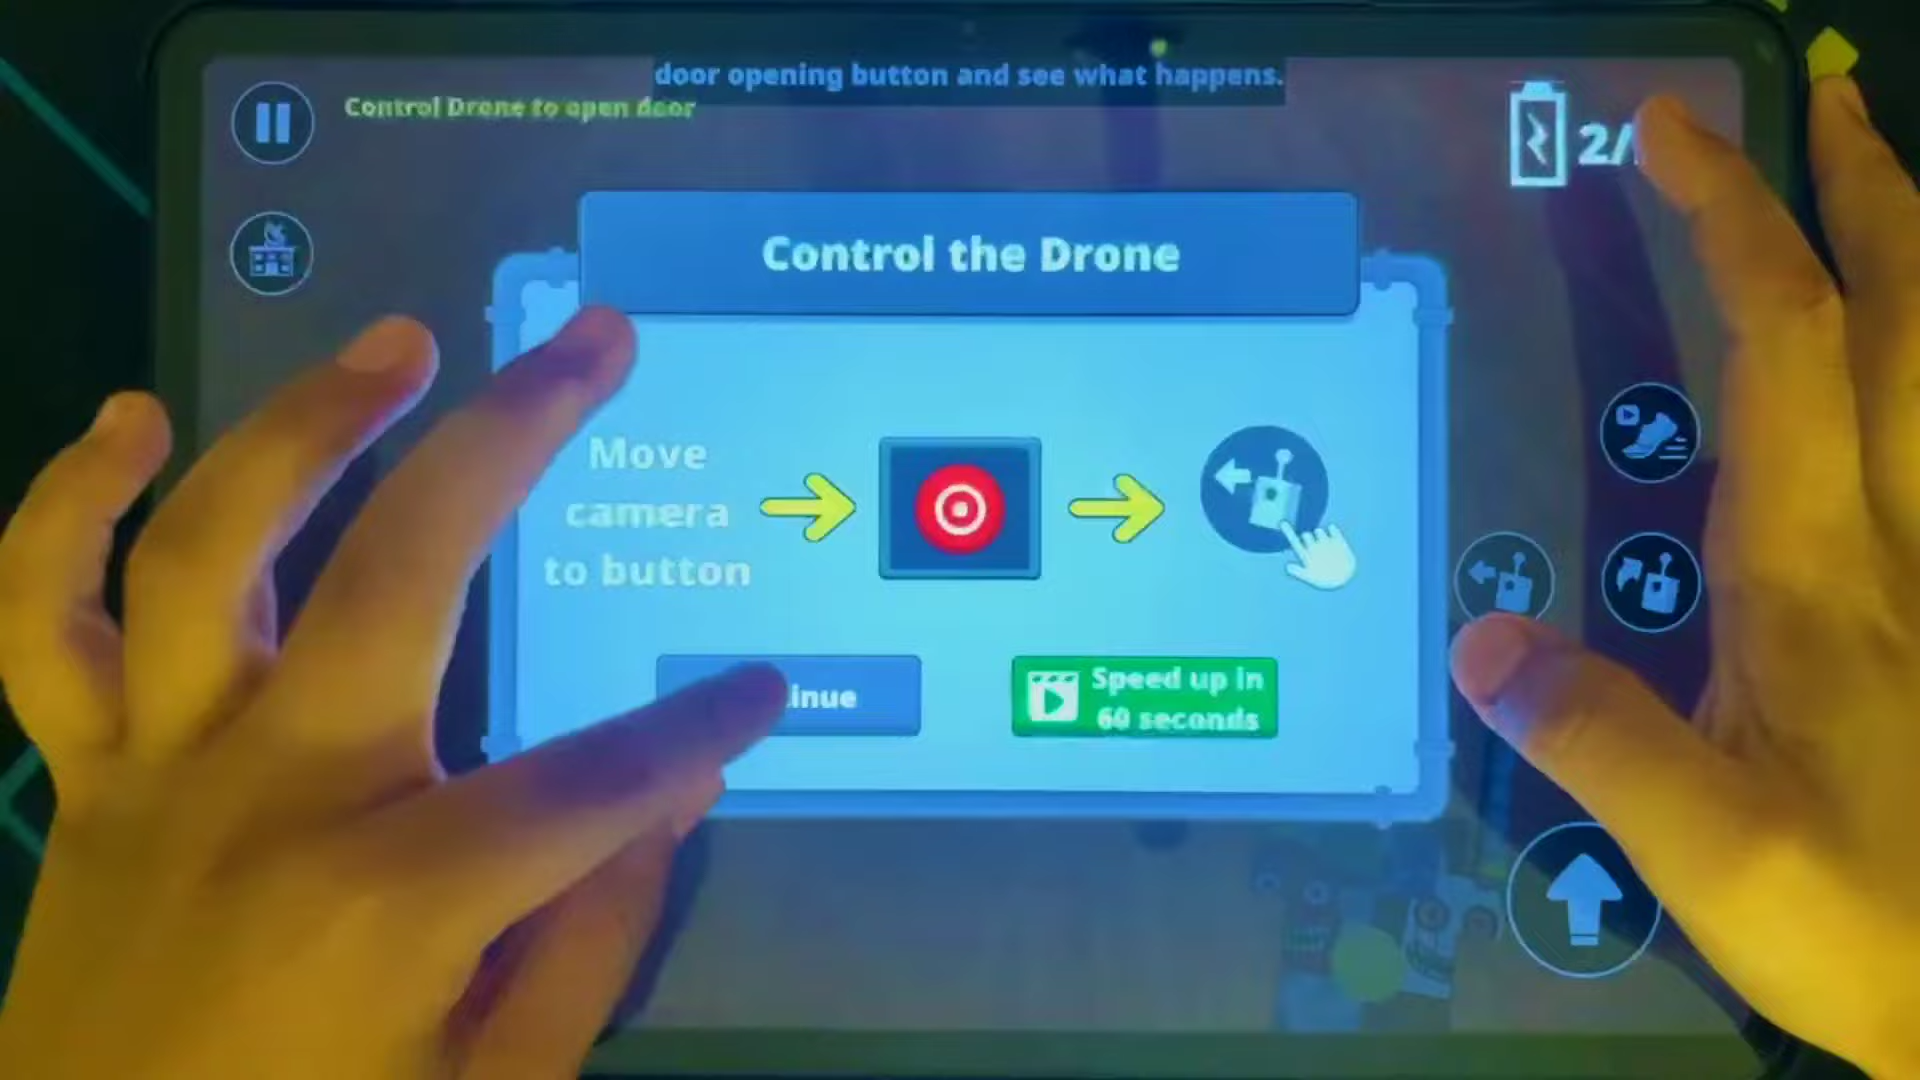 door opening button and see what happens.
Control Drone to open door
2/
Control the Drone
Move
camera
to button
inue
Speed up in
60 seconds